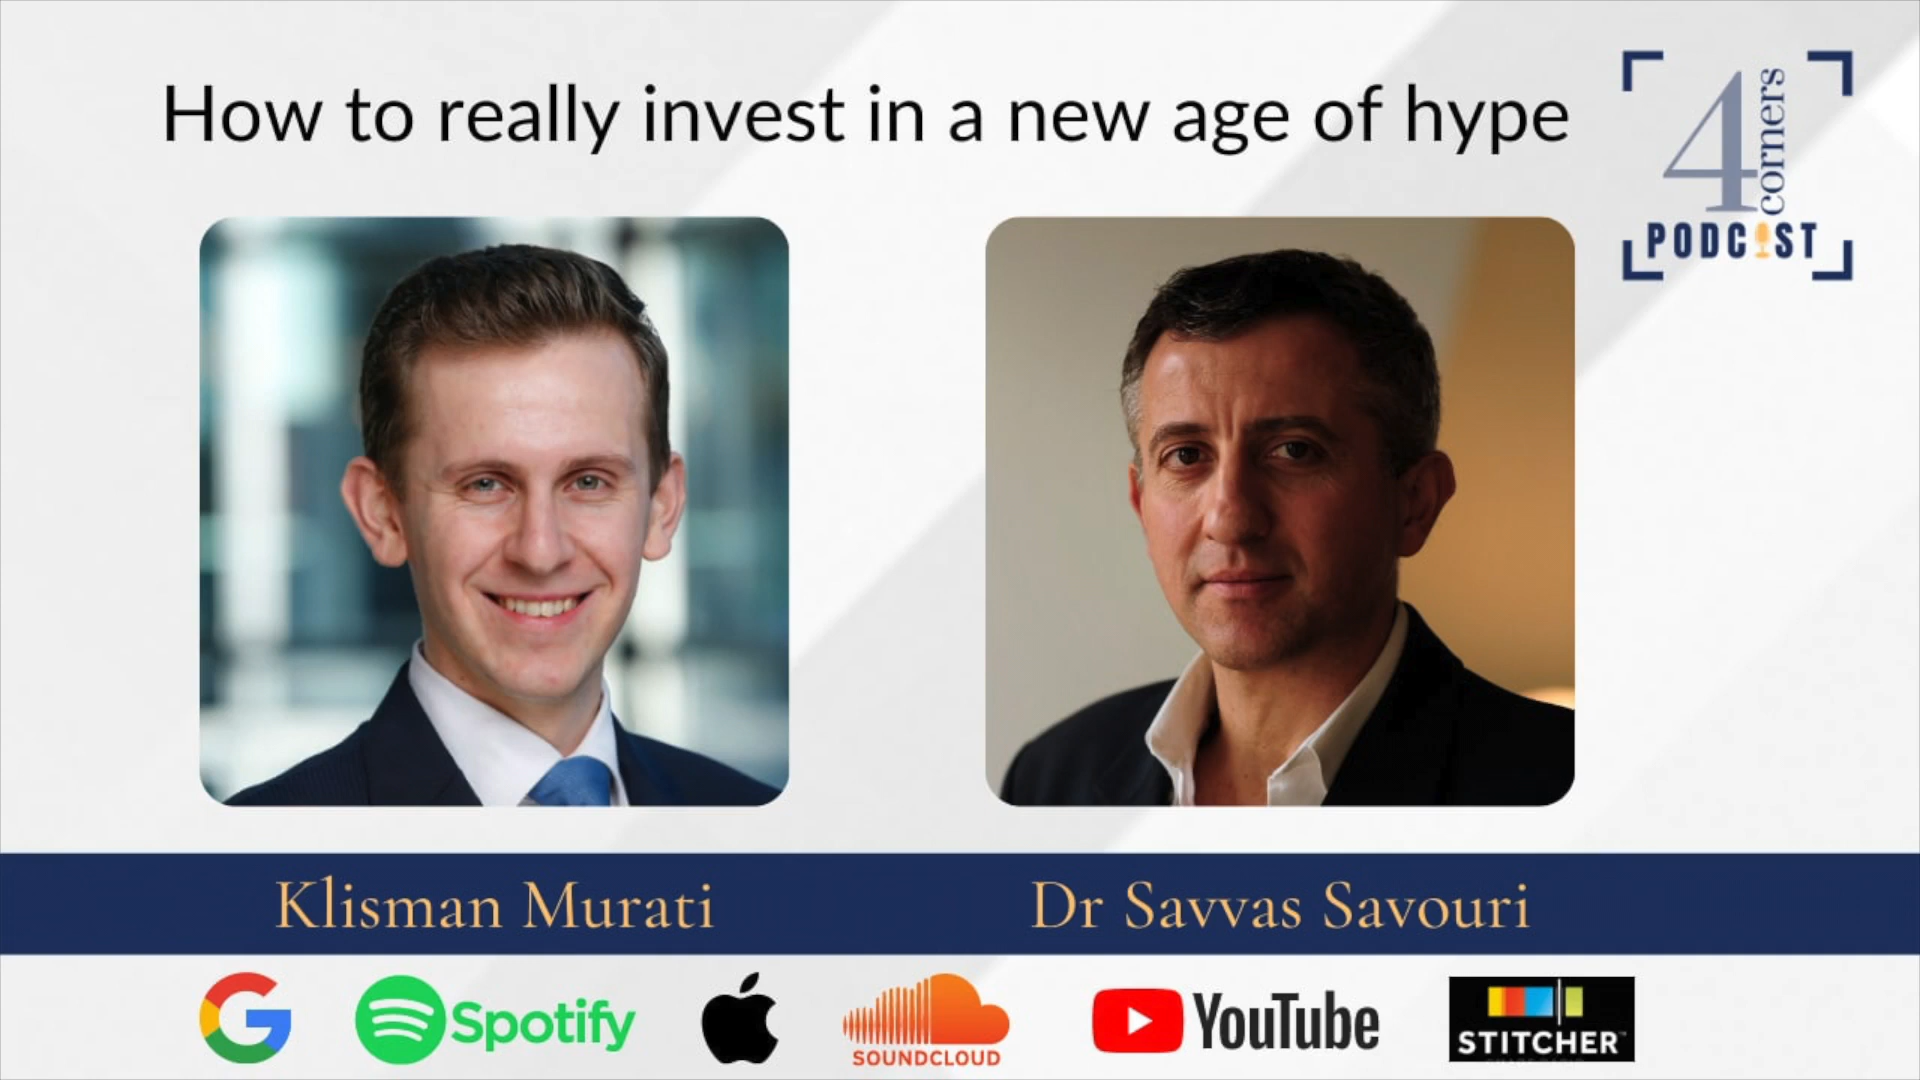 How to really invest in a new age of hype
4
corners
PODCAST
Klisman Murati
Dr Savvas Savouri
Spotify
SOUNDCLOUD
YouTube
STITCHER